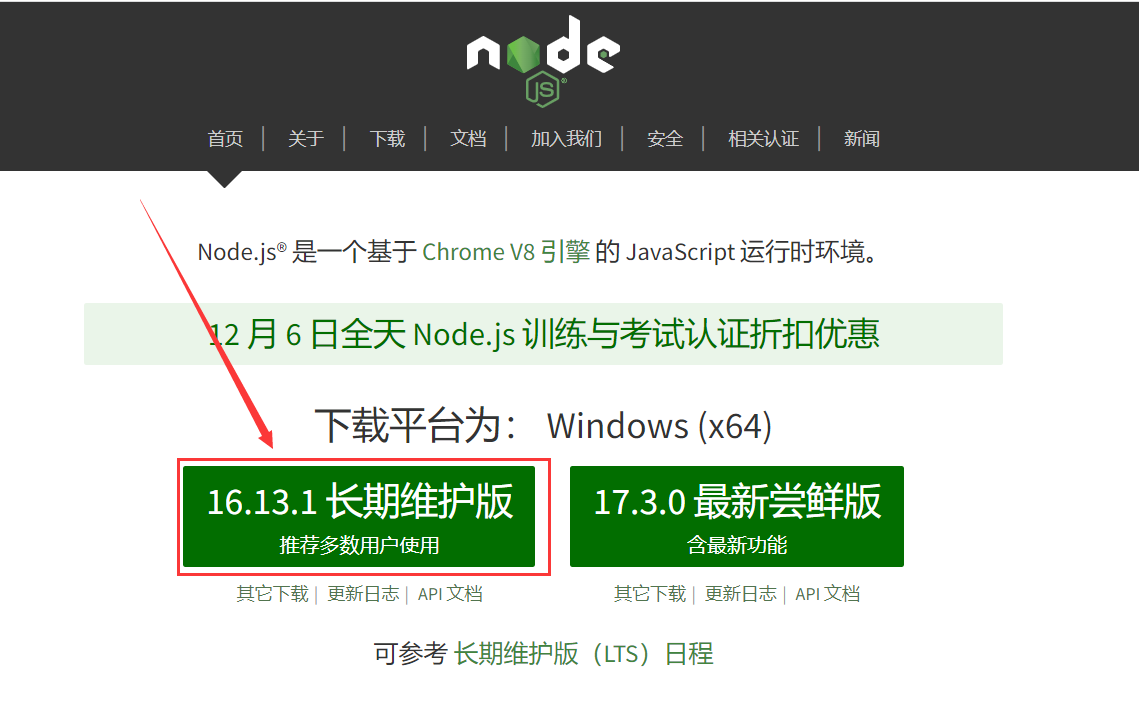 node
JS®
首页 | 关于 | 下载 | 文档 | 加入我们 | 安全 | 相关认证 | 新闻
Node.js® 是一个基于 Chrome V8 引擎 的 JavaScript 运行时环境。
12 月 6 日全天 Node.js 训练与考试认证折扣优惠
下载平台为： Windows (x64)
16.13.1 长期维护版
推荐多数用户使用
17.3.0 最新尝鲜版
含最新功能
其它下载 | 更新日志 | API 文档
其它下载 | 更新日志 | API 文档
可参考 长期维护版（LTS）日程